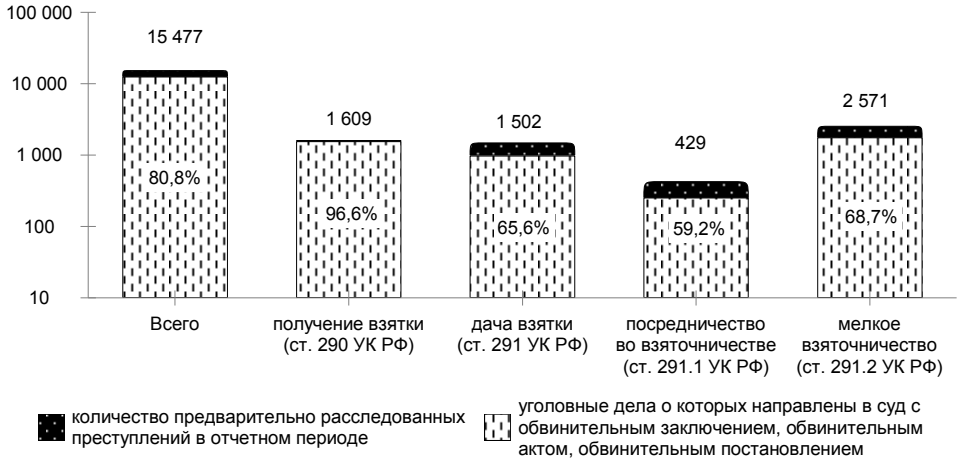 100 000
10 000
1 000
100
10
15 477
1 609
1 502
429
2 571
80,8%
96,6%
65,6%
59,2%
68,7%
Всего
получение взятки
(ст. 290 УК РФ)
дача взятки
(ст. 291 УК РФ)
посредничество
во взяточничестве
(ст. 291.1 УК РФ)
мелкое
взяточничество
(ст. 291.2 УК РФ)
количество предварительно расследованных
преступлений в отчетном периоде
уголовные дела о которых направлены в суд с
обвинительным заключением, обвинительным
актом, обвинительным постановлением